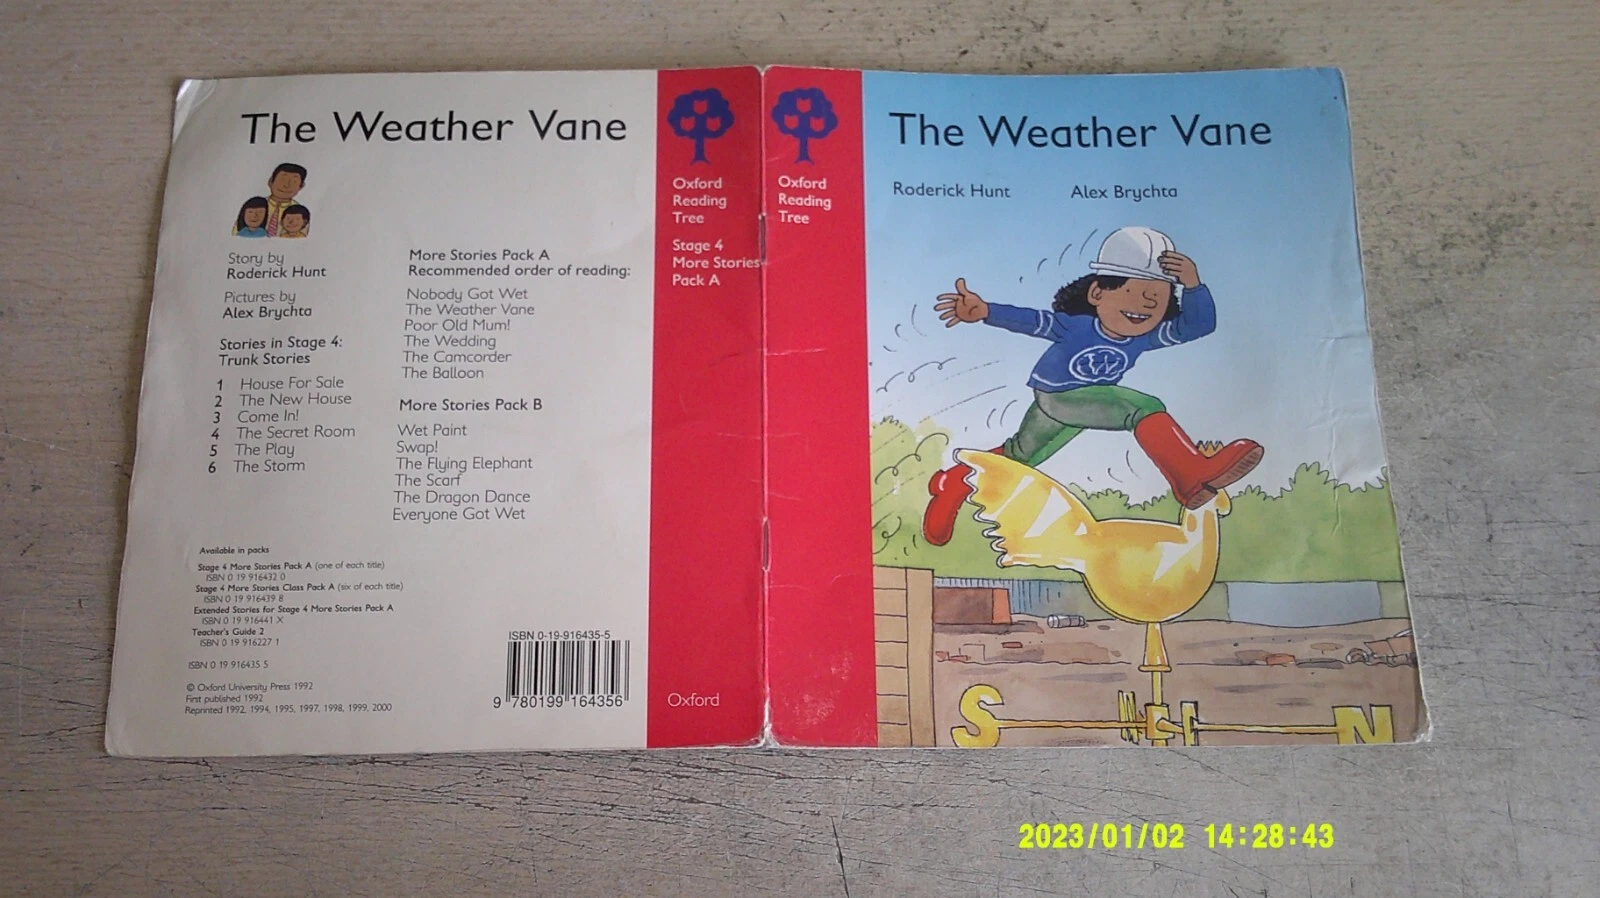 The Weather Vane
Story by
Roderick Hunt
Pictures by
Alex Brychta
Stories in Stage 4:
Trunk Stories
1 House For Sale
2 The New House
3 Come In!
4 The Secret Room
5 The Play
6 The Storm
More Stories Pack A
Recommended order of reading:
Nobody Got Wet
The Weather Vane
Poor Old Mum!
The Wedding
The Camcorder
The Balloon
More Stories Pack B
Wet Paint
Swap!
The Flying Elephant
The Scarf
The Dragon Dance
Everyone Got Wet
Available in packs
Stage 4 More Stories Pack A (one of each title)
ISBN 0 19 916432 0
Stage 4 More Stories Class Pack A (six of each title)
ISBN 0 19 916439 8
Extended Stories for Stage 4 More Stories Pack A
ISBN 0 19 916441 X
Teacher's Guide 2
ISBN 0 19 916227 1
ISBN 0 19 916435 5
© Oxford University Press 1992
First published 1992
Reprinted 1992, 1994, 1995, 1997, 1998, 1999, 2000
ISBN 0-19-916435-5
9 780199 164356
Oxford
Reading
Tree
Stage 4
More Stories
Pack A
Oxford
Oxford
Reading
Tree
The Weather Vane
Roderick Hunt Alex Brychta
W
S W E N
2023/01/02 14:28:43